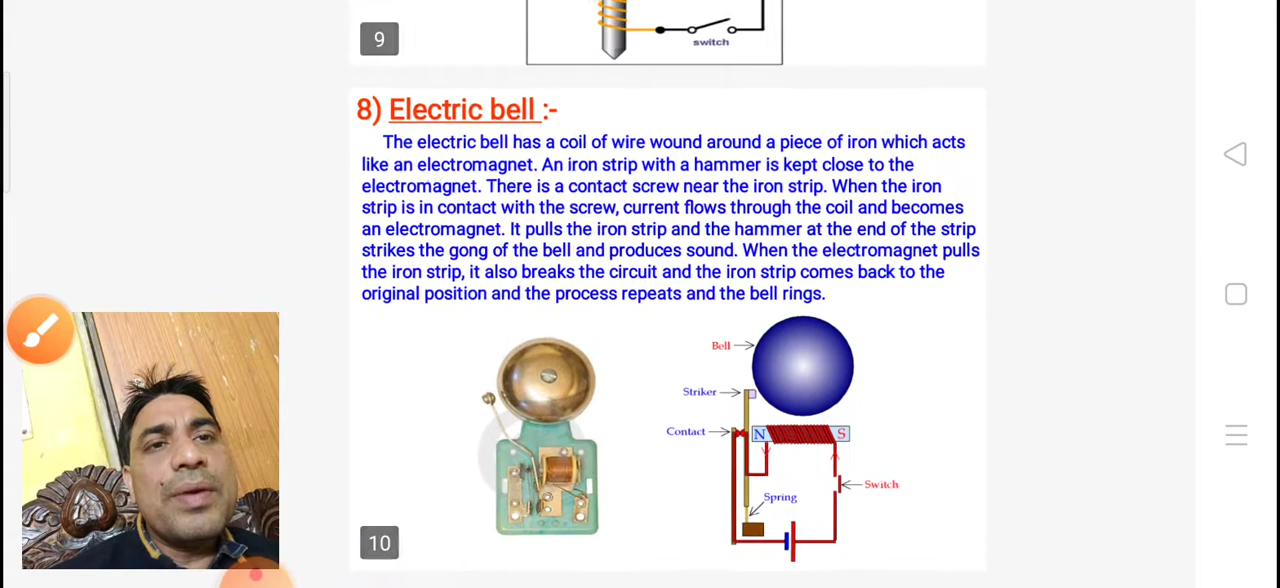 9
switch
8) Electric bell :-
The electric bell has a coil of wire wound around a piece of iron which acts
like an electromagnet. An iron strip with a hammer is kept close to the
electromagnet. There is a contact screw near the iron strip. When the iron
strip is in contact with the screw, current flows through the coil and becomes
an electromagnet. It pulls the iron strip and the hammer at the end of the strip
strikes the gong of the bell and produces sound. When the electromagnet pulls
the iron strip, it also breaks the circuit and the iron strip comes back to the
original position and the process repeats and the bell rings.
Bell
Striker
Contact
N S
Switch
Spring
10